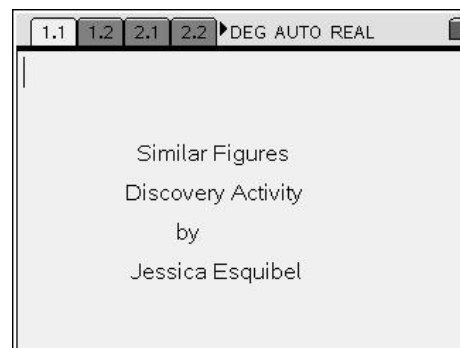 1.1 1.2 2.1 2.2 DEG AUTO REAL
Similar Figures
Discovery Activity
by
Jessica Esquibel